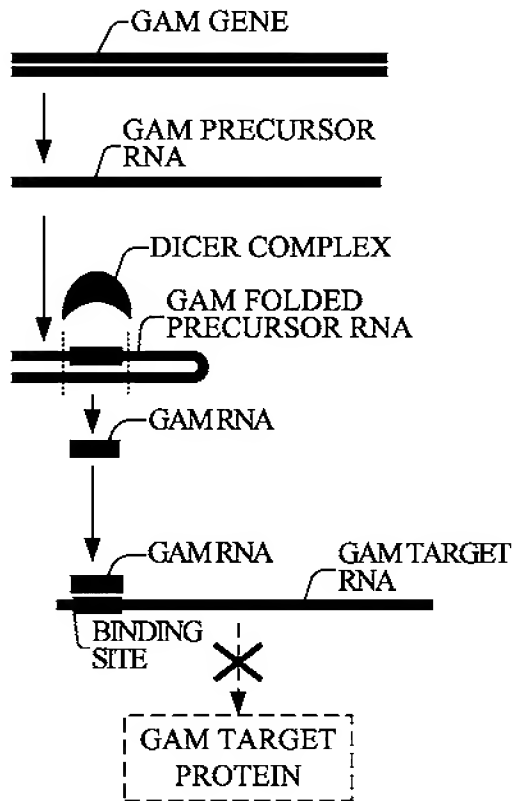 GAM GENE
GAM PRECURSOR
RNA
DICER COMPLEX
GAM FOLDED
PRECURSOR RNA
GAM RNA
GAM RNA
GAM TARGET
RNA
BINDING
SITE
GAM TARGET
PROTEIN